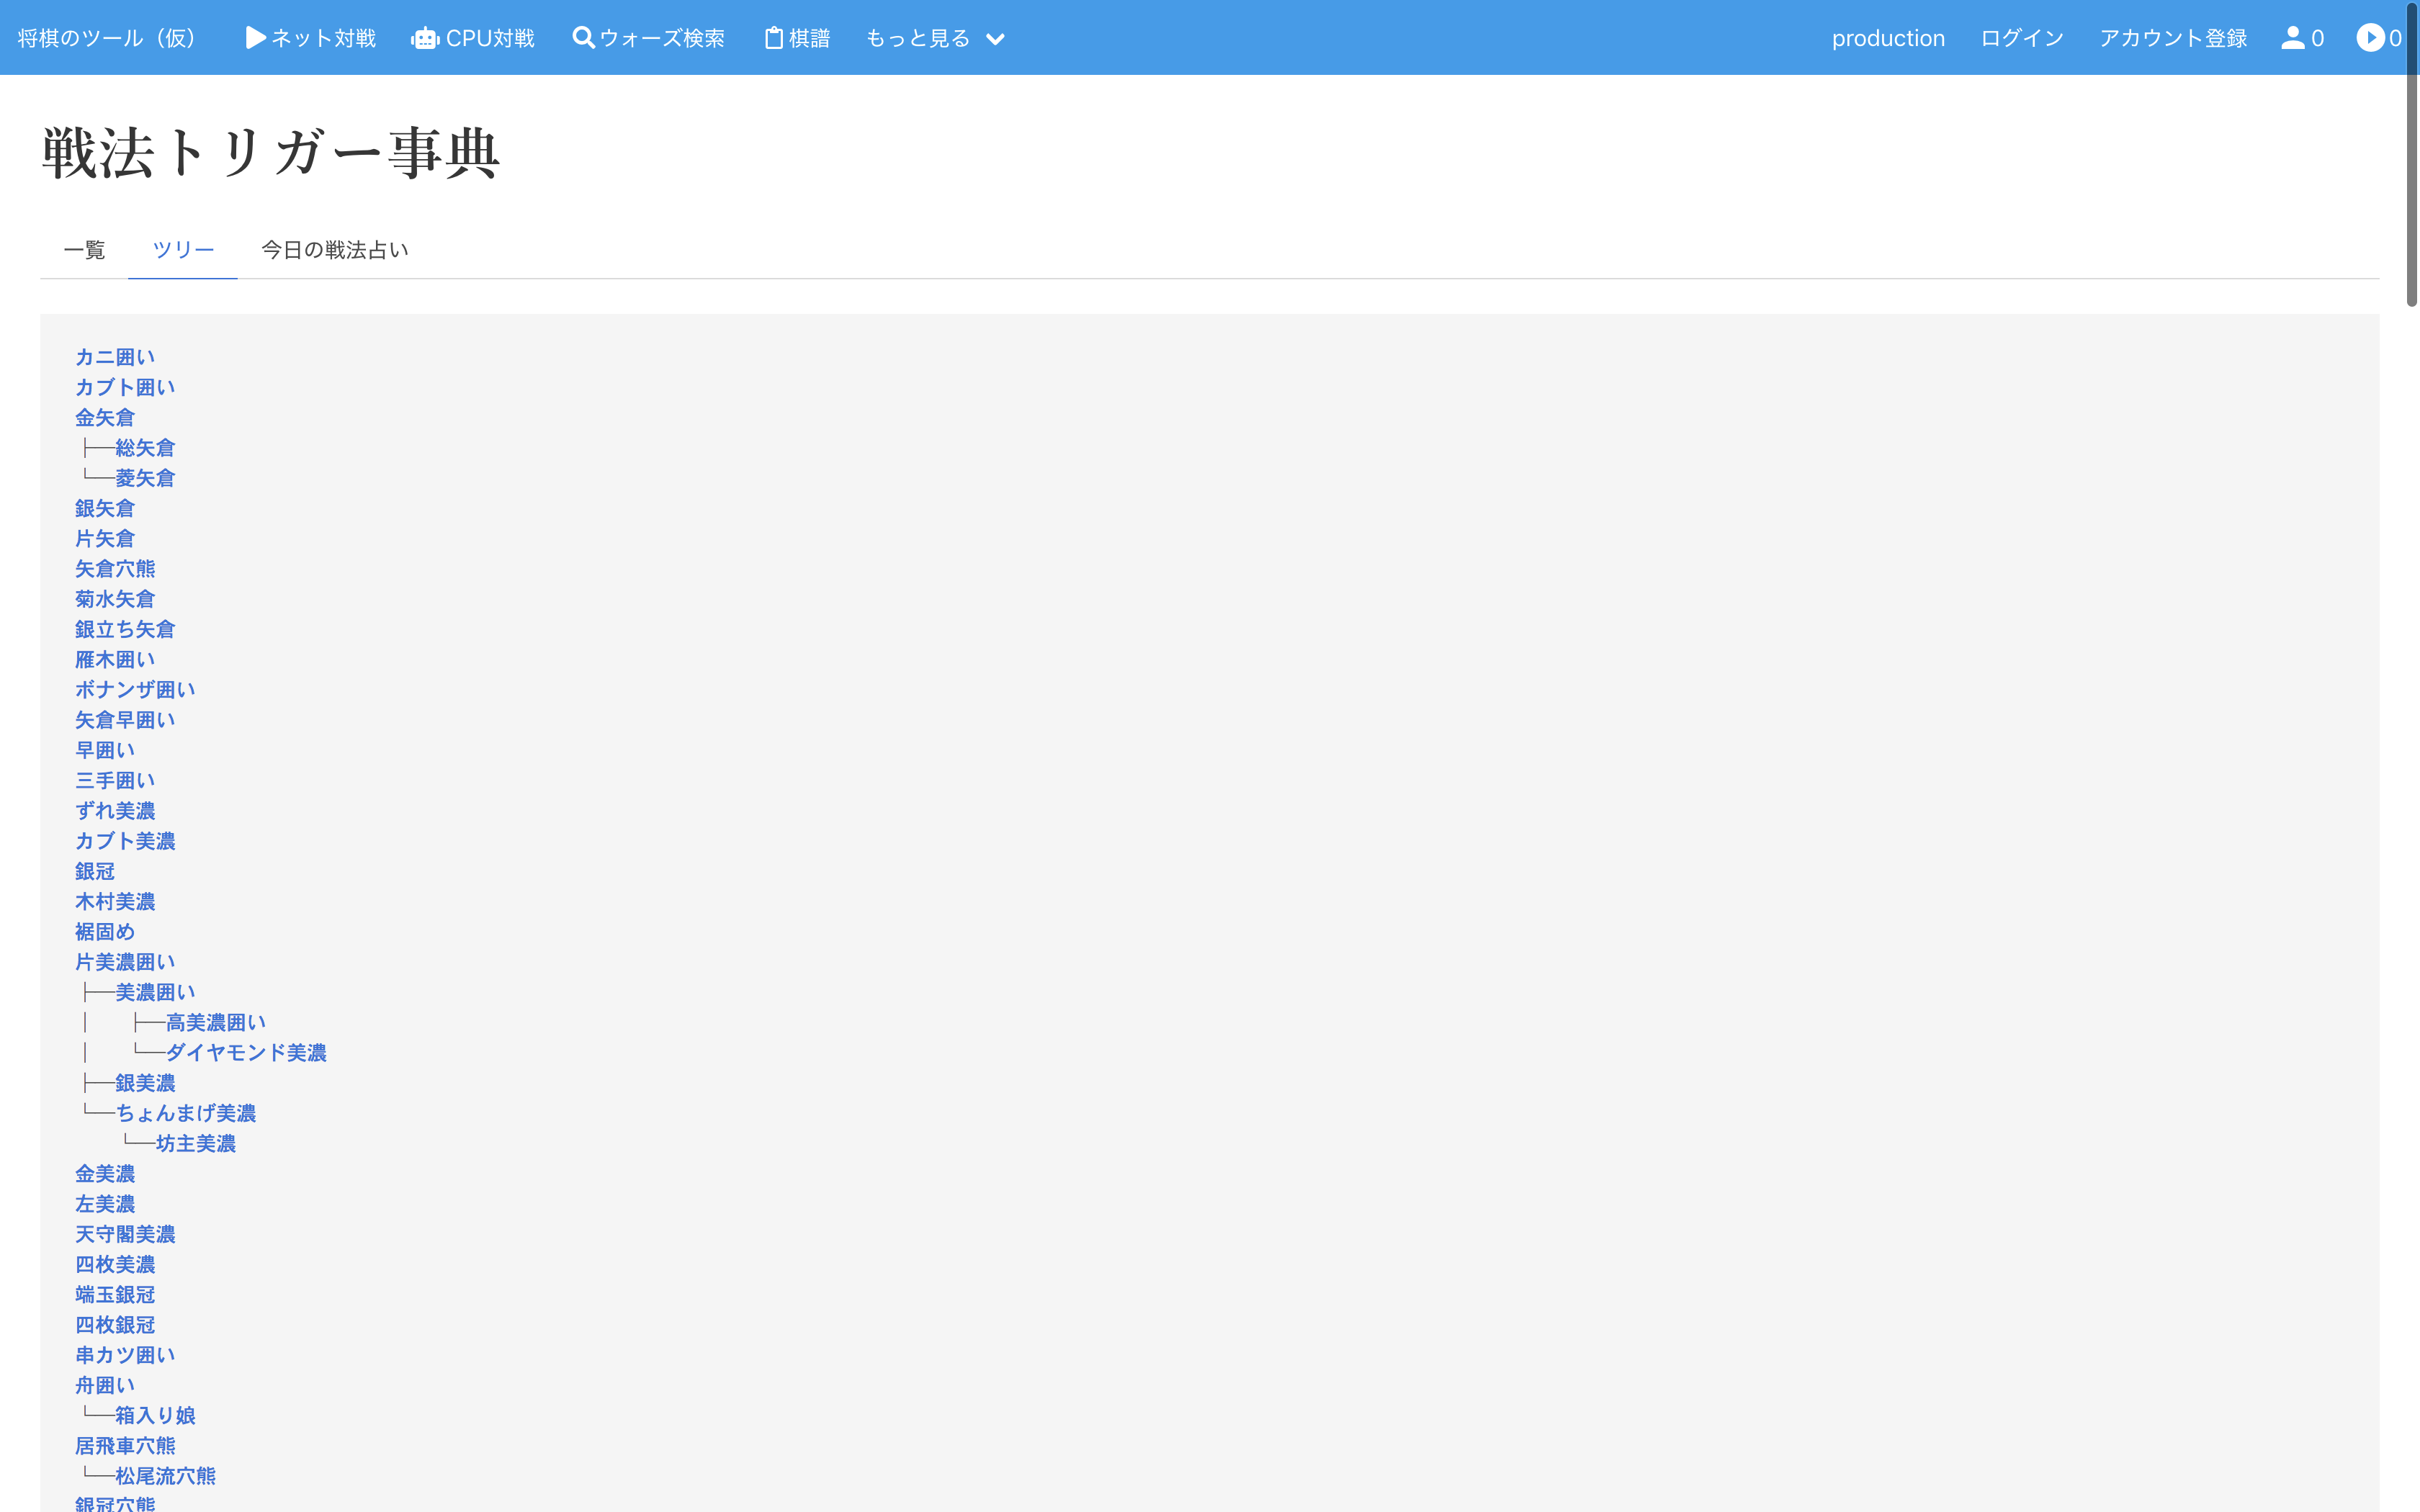 将棋のツール（仮） ネット対戦 CPU対戦 ウォーズ検索 棋譜 もっと見る production ログイン アカウント登録 0 0
戦法トリガー事典
一覧 ツリー 今日の戦法占い
カニ囲い
カブト囲い
金矢倉
├─総矢倉
└─菱矢倉
銀矢倉
片矢倉
矢倉穴熊
菊水矢倉
銀立ち矢倉
雁木囲い
ボナンザ囲い
矢倉早囲い
早囲い
三手囲い
ずれ美濃
カブト美濃
銀冠
木村美濃
裾固め
片美濃囲い
├─美濃囲い
│　├─高美濃囲い
│　└─ダイヤモンド美濃
├─銀美濃
└─ちょんまげ美濃
　　└─坊主美濃
金美濃
左美濃
天守閣美濃
四枚美濃
端玉銀冠
四枚銀冠
串カツ囲い
舟囲い
└─箱入り娘
居飛車穴熊
└─松尾流穴熊
銀冠穴熊